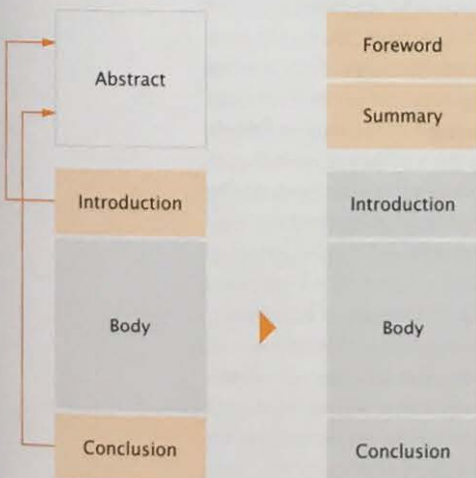 Abstract
Introduction
Body
Conclusion
Foreword
Summary
Introduction
Body
Conclusion